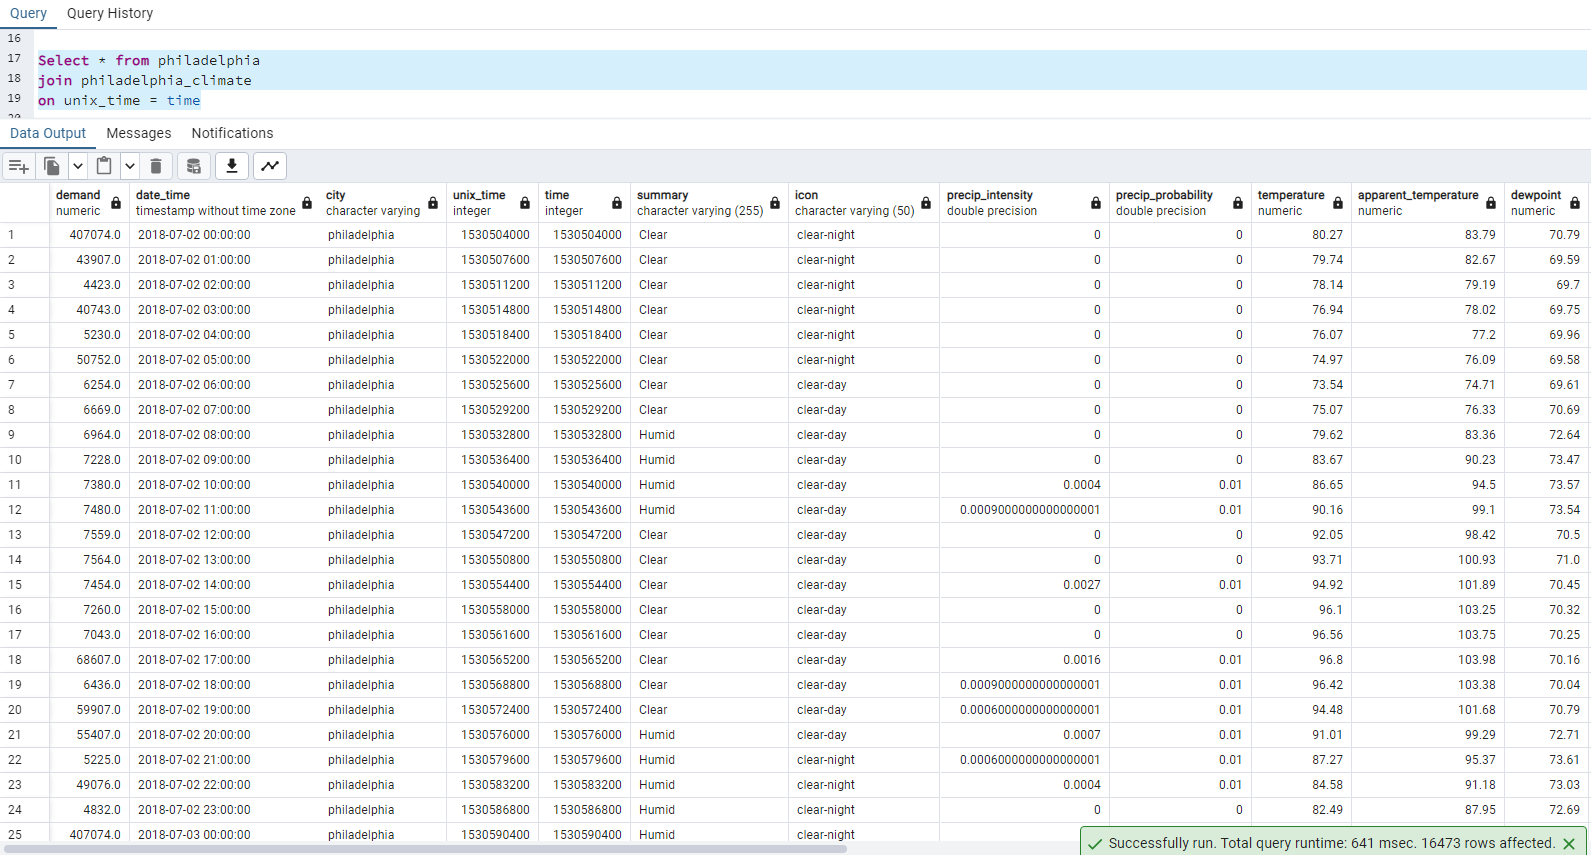 Query Query History
16
17 Select * from philadelphia
18 join philadelphia_climate
19 on unix_time = time
20
Data Output Messages Notifications
demand date_time city unix_time time summary icon precip_intensity precip_probability temperature apparent_temperature dewpoint
numeric timestamp without time zone character varying integer integer character varying (255) character varying (50) double precision double precision numeric numeric numeric
1 407074.0 2018-07-02 00:00:00 philadelphia 1530504000 1530504000 Clear clear-night 0 0 80.27 83.79 70.79
2 43907.0 2018-07-02 01:00:00 philadelphia 1530507600 1530507600 Clear clear-night 0 0 79.74 82.67 69.59
3 4423.0 2018-07-02 02:00:00 philadelphia 1530511200 1530511200 Clear clear-night 0 0 78.14 79.19 69.7
4 40743.0 2018-07-02 03:00:00 philadelphia 1530514800 1530514800 Clear clear-night 0 0 76.94 78.02 69.75
5 5230.0 2018-07-02 04:00:00 philadelphia 1530518400 1530518400 Clear clear-night 0 0 76.07 77.2 69.96
6 50752.0 2018-07-02 05:00:00 philadelphia 1530522000 1530522000 Clear clear-night 0 0 74.97 76.09 69.58
7 6254.0 2018-07-02 06:00:00 philadelphia 1530525600 1530525600 Clear clear-day 0 0 73.54 74.71 69.61
8 6669.0 2018-07-02 07:00:00 philadelphia 1530529200 1530529200 Clear clear-day 0 0 75.07 76.33 70.69
9 6964.0 2018-07-02 08:00:00 philadelphia 1530532800 1530532800 Humid clear-day 0 0 79.62 83.36 72.64
10 7228.0 2018-07-02 09:00:00 philadelphia 1530536400 1530536400 Humid clear-day 0 0 83.67 90.23 73.47
11 7380.0 2018-07-02 10:00:00 philadelphia 1530540000 1530540000 Humid clear-day 0.0004 0.01 86.65 94.5 73.57
12 7480.0 2018-07-02 11:00:00 philadelphia 1530543600 1530543600 Humid clear-day 0.0009000000000000001 0.01 90.16 99.1 73.54
13 7559.0 2018-07-02 12:00:00 philadelphia 1530547200 1530547200 Clear clear-day 0 0 92.05 98.42 70.5
14 7564.0 2018-07-02 13:00:00 philadelphia 1530550800 1530550800 Clear clear-day 0 0 93.71 100.93 71.0
15 7454.0 2018-07-02 14:00:00 philadelphia 1530554400 1530554400 Clear clear-day 0.0027 0.01 94.92 101.89 70.45
16 7260.0 2018-07-02 15:00:00 philadelphia 1530558000 1530558000 Clear clear-day 0 0 96.1 103.25 70.32
17 7043.0 2018-07-02 16:00:00 philadelphia 1530561600 1530561600 Clear clear-day 0 0 96.56 103.75 70.25
18 68607.0 2018-07-02 17:00:00 philadelphia 1530565200 1530565200 Clear clear-day 0.0016 0.01 96.8 103.98 70.16
19 6436.0 2018-07-02 18:00:00 philadelphia 1530568800 1530568800 Clear clear-day 0.0009000000000000001 0.01 96.42 103.38 70.04
20 59907.0 2018-07-02 19:00:00 philadelphia 1530572400 1530572400 Clear clear-day 0.0006000000000000001 0.01 94.48 101.68 70.79
21 55407.0 2018-07-02 20:00:00 philadelphia 1530576000 1530576000 Humid clear-day 0.0007 0.01 91.01 99.29 72.71
22 5225.0 2018-07-02 21:00:00 philadelphia 1530579600 1530579600 Humid clear-night 0.0006000000000000001 0.01 87.27 95.37 73.61
23 49076.0 2018-07-02 22:00:00 philadelphia 1530583200 1530583200 Humid clear-night 0.0004 0.01 84.58 91.18 73.03
24 4832.0 2018-07-02 23:00:00 philadelphia 1530586800 1530586800 Humid clear-night 0 0 82.49 87.95 72.69
25 407074.0 2018-07-03 00:00:00 philadelphia 1530590400 1530590400 Humid clear-night
Successfully run. Total query runtime: 641 msec. 16473 rows affected.